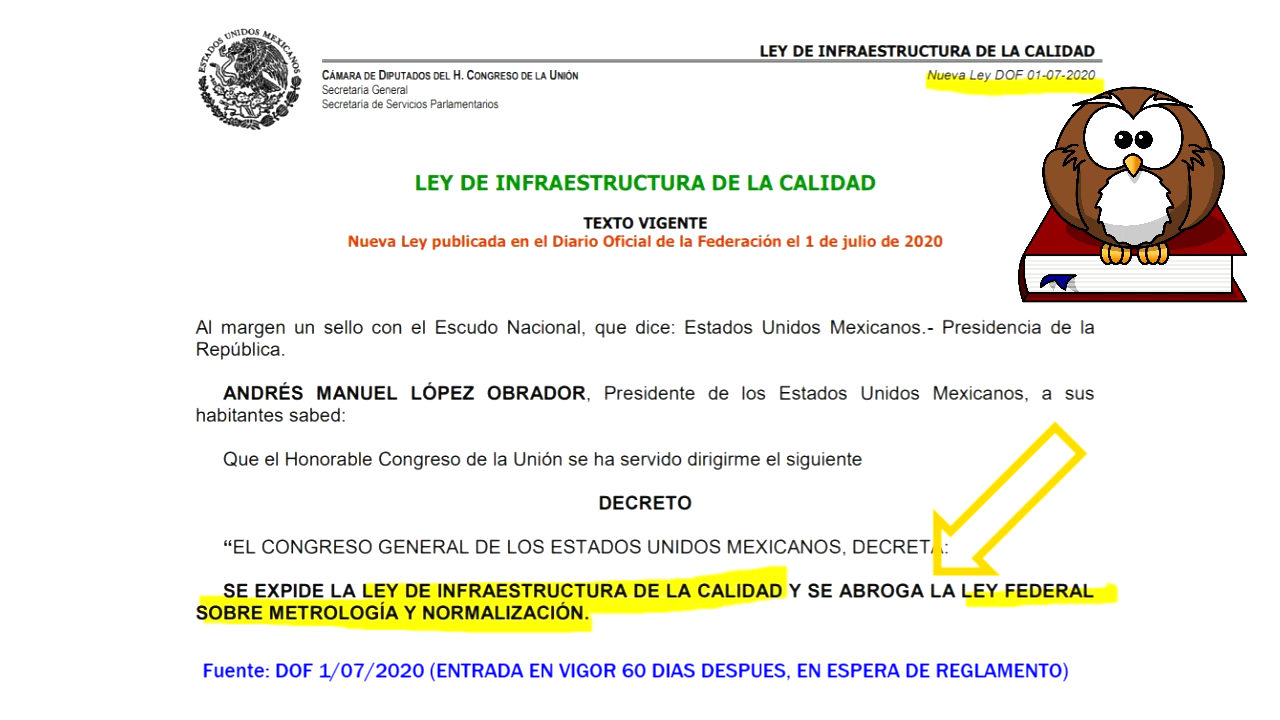 ESTADOS UNIDOS MEXICANOS
LEY DE INFRAESTRUCTURA DE LA CALIDAD
CÁMARA DE DIPUTADOS DEL H. CONGRESO DE LA UNIÓN
Nueva Ley DOF 01-07-2020
Secretaría General
Secretaría de Servicios Parlamentarios
LEY DE INFRAESTRUCTURA DE LA CALIDAD
TEXTO VIGENTE
Nueva Ley publicada en el Diario Oficial de la Federación el 1 de julio de 2020
Al margen un sello con el Escudo Nacional, que dice: Estados Unidos Mexicanos.- Presidencia de la
República.
ANDRÉS MANUEL LÓPEZ OBRADOR, Presidente de los Estados Unidos Mexicanos, a sus
habitantes sabed:
Que el Honorable Congreso de la Unión se ha servido dirigirme el siguiente
DECRETO
“EL CONGRESO GENERAL DE LOS ESTADOS UNIDOS MEXICANOS, DECRETA:
SE EXPIDE LA LEY DE INFRAESTRUCTURA DE LA CALIDAD Y SE ABROGA LA LEY FEDERAL
SOBRE METROLOGÍA Y NORMALIZACIÓN.
Fuente: DOF 1/07/2020 (ENTRADA EN VIGOR 60 DIAS DESPUES, EN ESPERA DE REGLAMENTO)